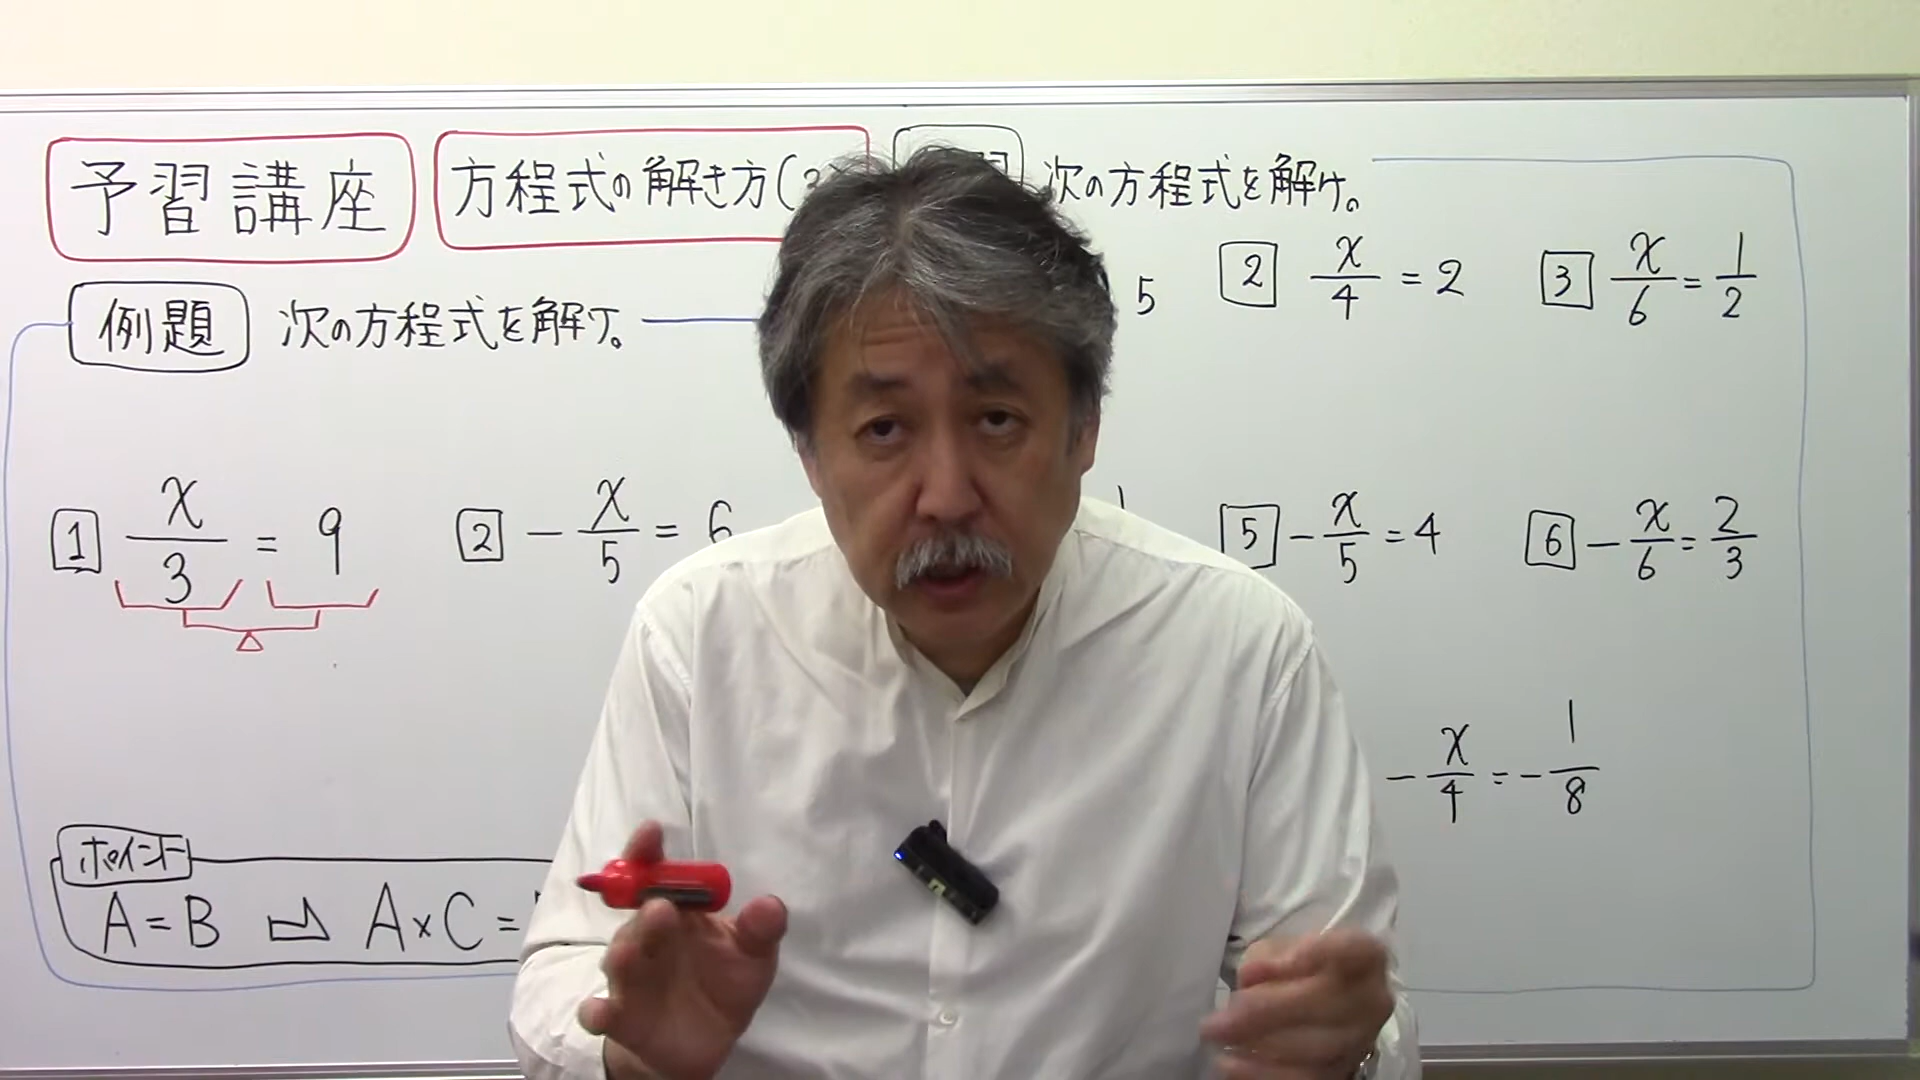 予習講座
方程式の解き方(
例題 次の方程式を解け。
1 x/3 = 9
2 -x/5 = 6
ポイント
A=B ⇨ A×C=
次の方程式を解け。
5
2 x/4 = 2
3 x/6 = 1/2
5 -x/5 = 4
6 -x/6 = 2/3
-x/4 = -1/8